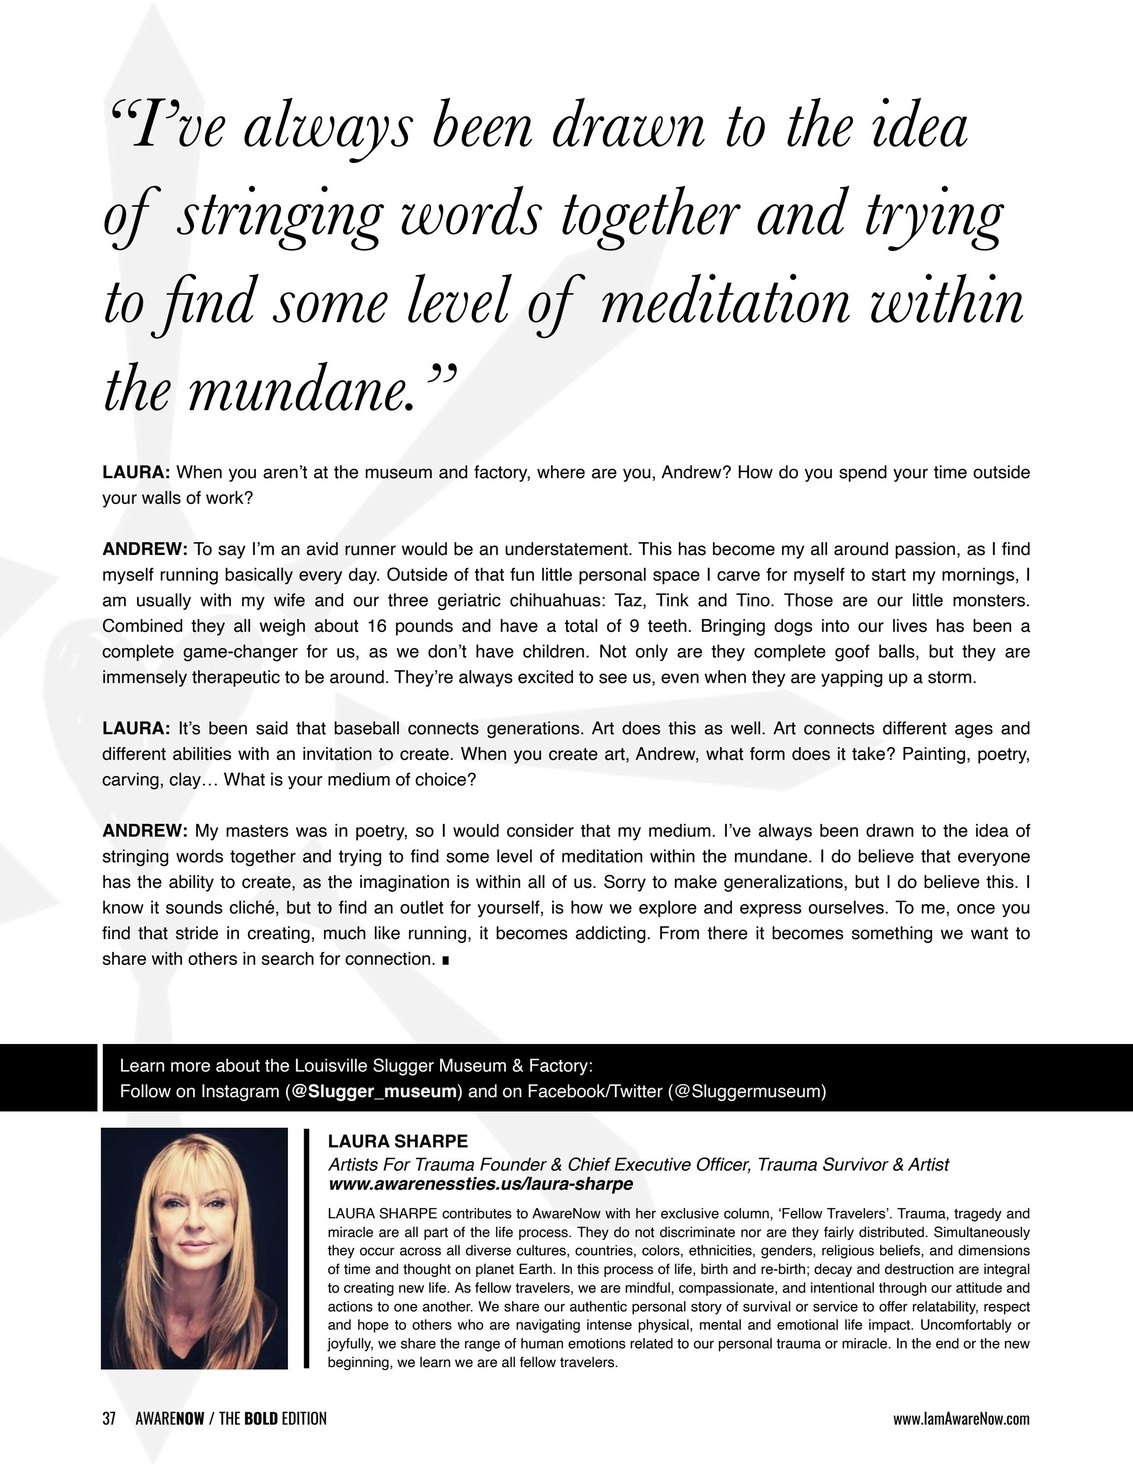 “I’ve always been drawn to the idea
of stringing words together and trying
to find some level of meditation within
the mundane.”
LAURA: When you aren’t at the museum and factory, where are you, Andrew? How do you spend your time outside
your walls of work?
ANDREW: To say I’m an avid runner would be an understatement. This has become my all around passion, as I find
myself running basically every day. Outside of that fun little personal space I carve for myself to start my mornings, I
am usually with my wife and our three geriatric chihuahuas: Taz, Tink and Tino. Those are our little monsters.
Combined they all weigh about 16 pounds and have a total of 9 teeth. Bringing dogs into our lives has been a
complete game-changer for us, as we don’t have children. Not only are they complete goof balls, but they are
immensely therapeutic to be around. They’re always excited to see us, even when they are yapping up a storm.
LAURA: It’s been said that baseball connects generations. Art does this as well. Art connects different ages and
different abilities with an invitation to create. When you create art, Andrew, what form does it take? Painting, poetry,
carving, clay… What is your medium of choice?
ANDREW: My masters was in poetry, so I would consider that my medium. I’ve always been drawn to the idea of
stringing words together and trying to find some level of meditation within the mundane. I do believe that everyone
has the ability to create, as the imagination is within all of us. Sorry to make generalizations, but I do believe this. I
know it sounds cliché, but to find an outlet for yourself, is how we explore and express ourselves. To me, once you
find that stride in creating, much like running, it becomes addicting. From there it becomes something we want to
share with others in search for connection. ∎
Learn more about the Louisville Slugger Museum & Factory:
Follow on Instagram (@Slugger_museum) and on Facebook/Twitter (@Sluggermuseum)
LAURA SHARPE
Artists For Trauma Founder & Chief Executive Officer, Trauma Survivor & Artist
www.awarenessties.us/laura-sharpe
LAURA SHARPE contributes to AwareNow with her exclusive column, ‘Fellow Travelers’. Trauma, tragedy and
miracle are all part of the life process. They do not discriminate nor are they fairly distributed. Simultaneously
they occur across all diverse cultures, countries, colors, ethnicities, genders, religious beliefs, and dimensions
of time and thought on planet Earth. In this process of life, birth and re-birth; decay and destruction are integral
to creating new life. As fellow travelers, we are mindful, compassionate, and intentional through our attitude and
actions to one another. We share our authentic personal story of survival or service to offer relatability, respect
and hope to others who are navigating intense physical, mental and emotional life impact. Uncomfortably or
joyfully, we share the range of human emotions related to our personal trauma or miracle. In the end or the new
beginning, we learn we are all fellow travelers.
37 AWARENOW / THE BOLD EDITION
www.IamAwareNow.com